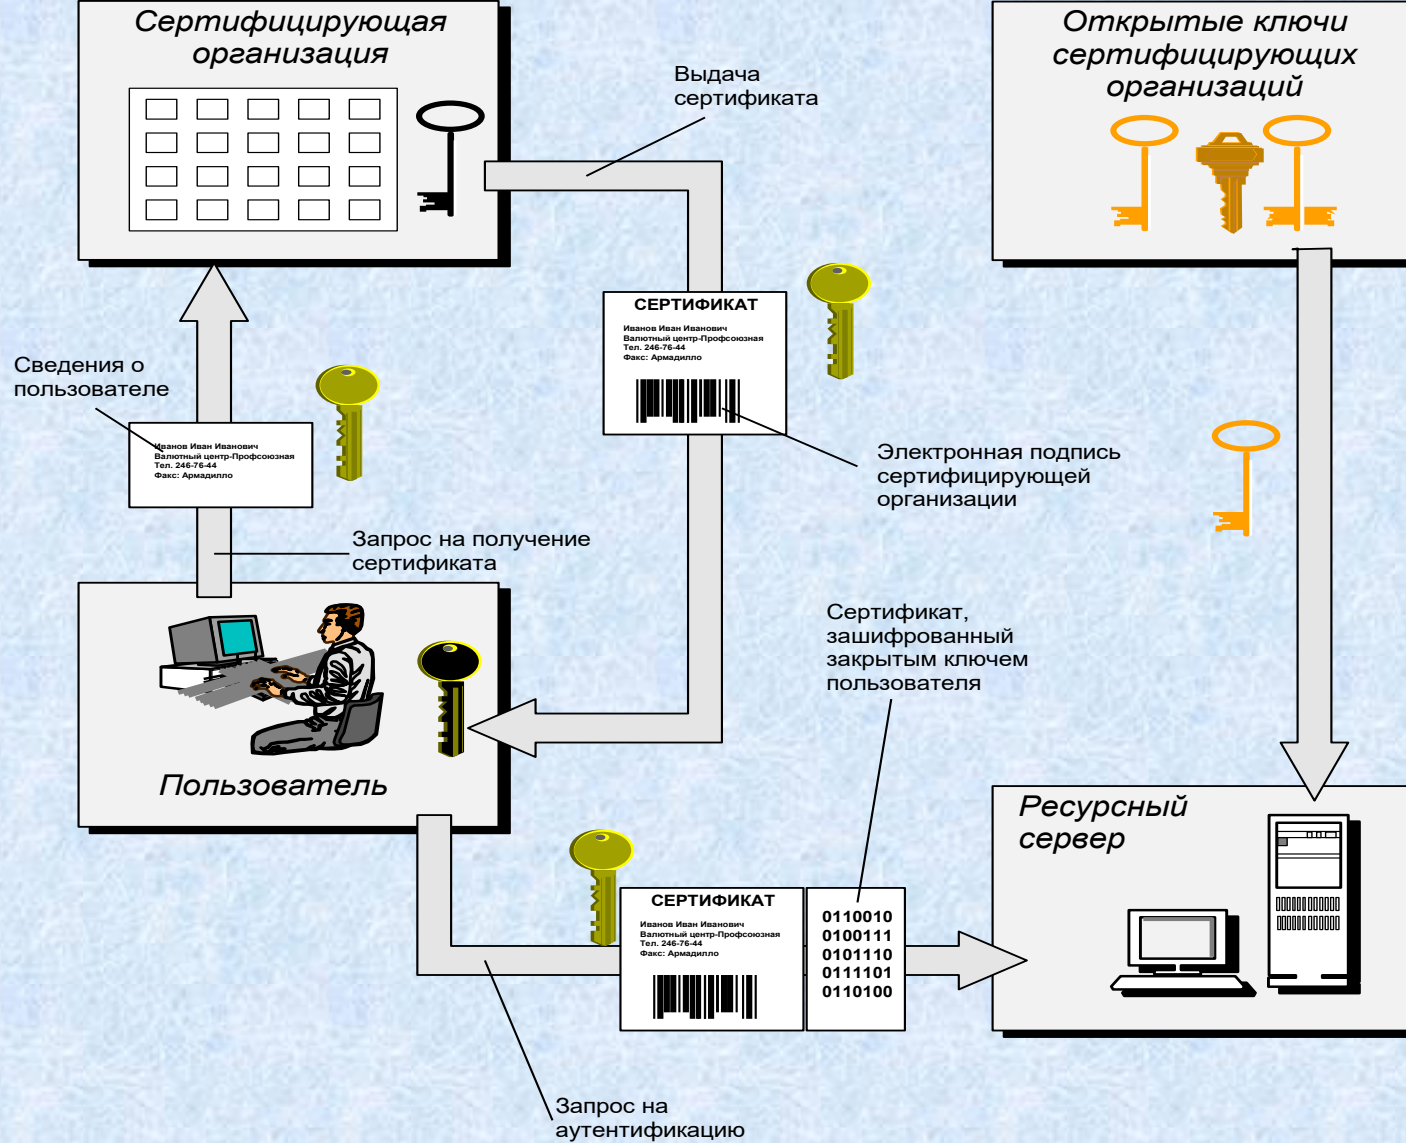 Сертифицирующая
организация
Открытые ключи
сертифицирующих
организаций
Выдача
сертификата
СЕРТИФИКАТ
Иванов Иван Иванович
Валютный центр-Профсоюзная
Тел. 246-76-44
Факс: Армадилло
Сведения о
пользователе
Иванов Иван Иванович
Валютный центр-Профсоюзная
Тел. 246-76-44
Факс: Армадилло
Электронная подпись
сертифицирующей
организации
Запрос на получение
сертификата
Сертификат,
зашифрованный
закрытым ключем
пользователя
Пользователь
Ресурсный
сервер
СЕРТИФИКАТ
Иванов Иван Иванович
Валютный центр-Профсоюзная
Тел. 246-76-44
Факс: Армадилло
0110010
0100111
0101110
0111101
0110100
Запрос на
аутентификацию